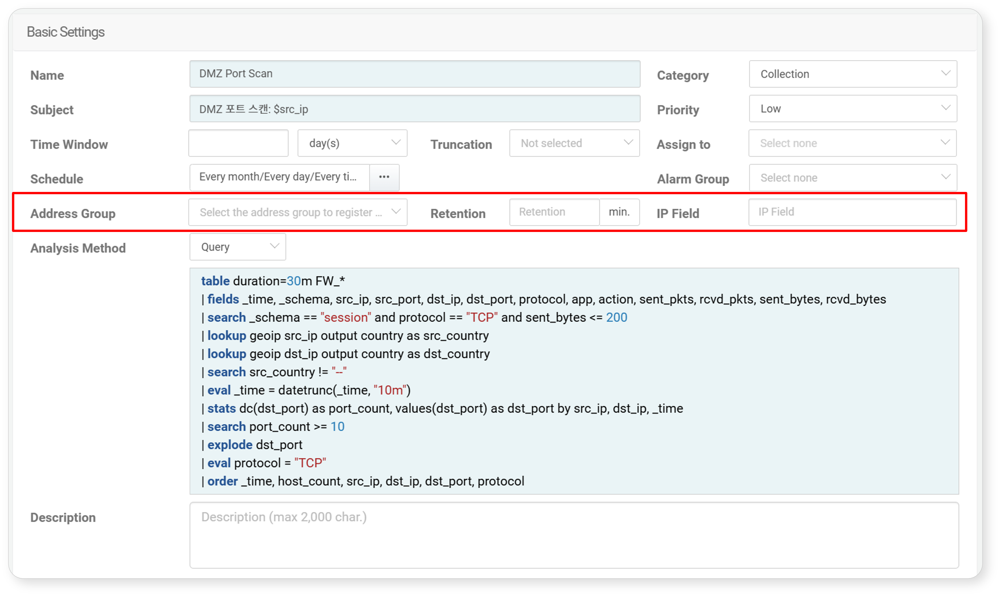 Basic Settings
Name DMZ Port Scan Category Collection
Subject DMZ 포트 스캔: $src_ip Priority Low
Time Window day(s) Truncation Not selected Assign to Select none
Schedule Every month/Every day/Every ti... ••• Alarm Group Select none
Address Group Select the address group to register ... Retention Retention min. IP Field IP Field
Analysis Method Query
table duration=30m FW_*
| fields _time, _schema, src_ip, src_port, dst_ip, dst_port, protocol, app, action, sent_pkts, rcvd_pkts, sent_bytes, rcvd_bytes
| search _schema == "session" and protocol == "TCP" and sent_bytes <= 200
| lookup geoip src_ip output country as src_country
| lookup geoip dst_ip output country as dst_country
| search src_country != "--"
| eval _time = datetrunc(_time, "10m")
| stats dc(dst_port) as port_count, values(dst_port) as dst_port by src_ip, dst_ip, _time
| search port_count >= 10
| explode dst_port
| eval protocol = "TCP"
| order _time, host_count, src_ip, dst_ip, dst_port, protocol
Description Description (max 2,000 char.)